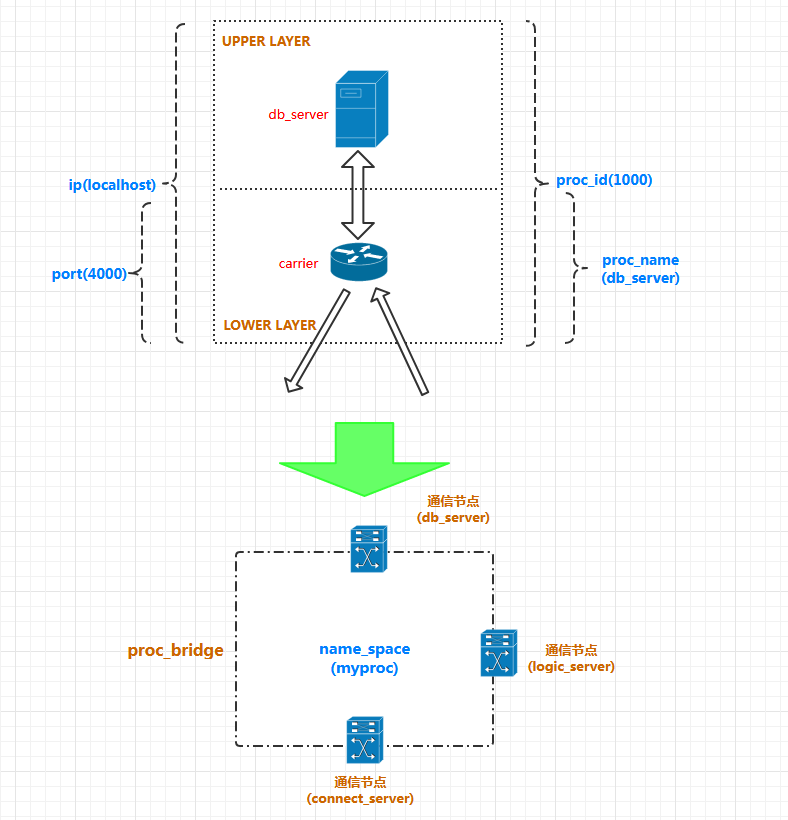 UPPER LAYER
db_server
ip(localhost)
proc_id(1000)
carrier
port(4000)
proc_name
(db_server)
LOWER LAYER
通信节点
(db_server)
proc_bridge
name_space
(myproc)
通信节点
(logic_server)
通信节点
(connect_server)